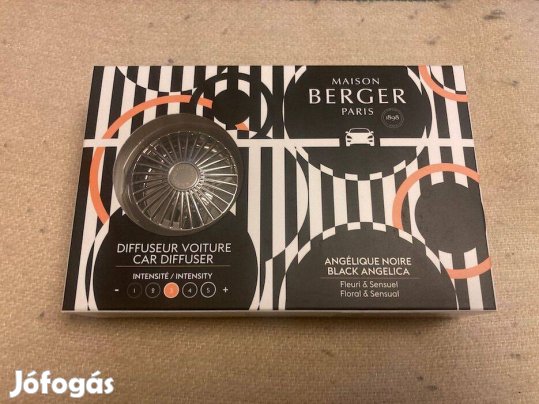 MAISON
BERGER
PARIS
1898
DIFFUSEUR VOITURE
CAR DIFFUSER
INTENSITÉ / INTENSITY
- 1 2 3 4 5 +
ANGÉLIQUE NOIRE
BLACK ANGELICA
Fleuri & Sensuel
Floral & Sensual
Jófogás